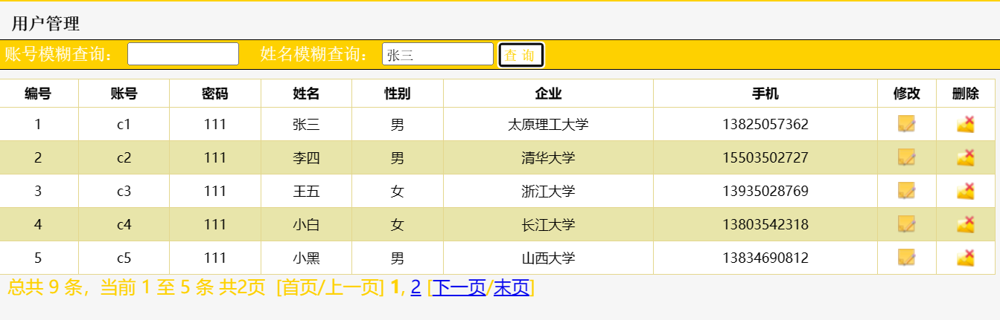 用户管理
账号模糊查询： 姓名模糊查询： 张三 查 询
编号 账号 密码 姓名 性别 企业 手机 修改 删除
1 c1 111 张三 男 太原理工大学 13825057362
2 c2 111 李四 男 清华大学 15503502727
3 c3 111 王五 女 浙江大学 13935028769
4 c4 111 小白 女 长江大学 13803542318
5 c5 111 小黑 男 山西大学 13834690812
总共 9 条，当前 1 至 5 条 共2页 [首页/上一页] 1, 2 [下一页/末页]